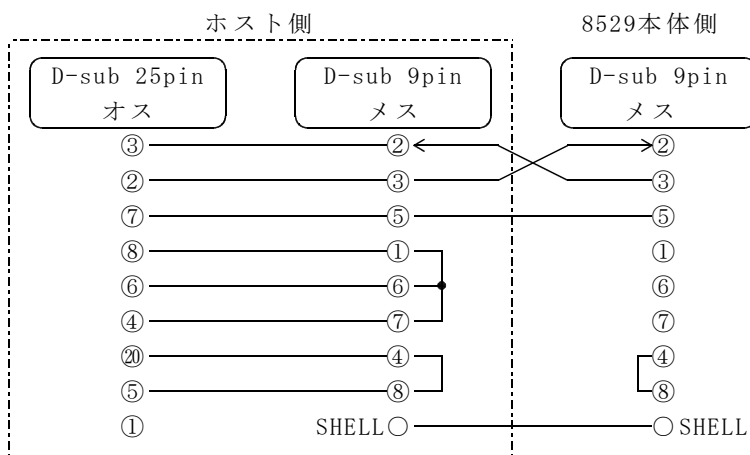 ホスト側 8529本体側
D-sub 25pin D-sub 9pin D-sub 9pin
オス メス メス
③ ② ②
② ③ ③
⑦ ⑤ ⑤
⑧ ① ①
⑥ ⑥ ⑥
④ ⑦ ⑦
⑳ ④ ④
⑤ ⑧ ⑧
① SHELL○ ○SHELL